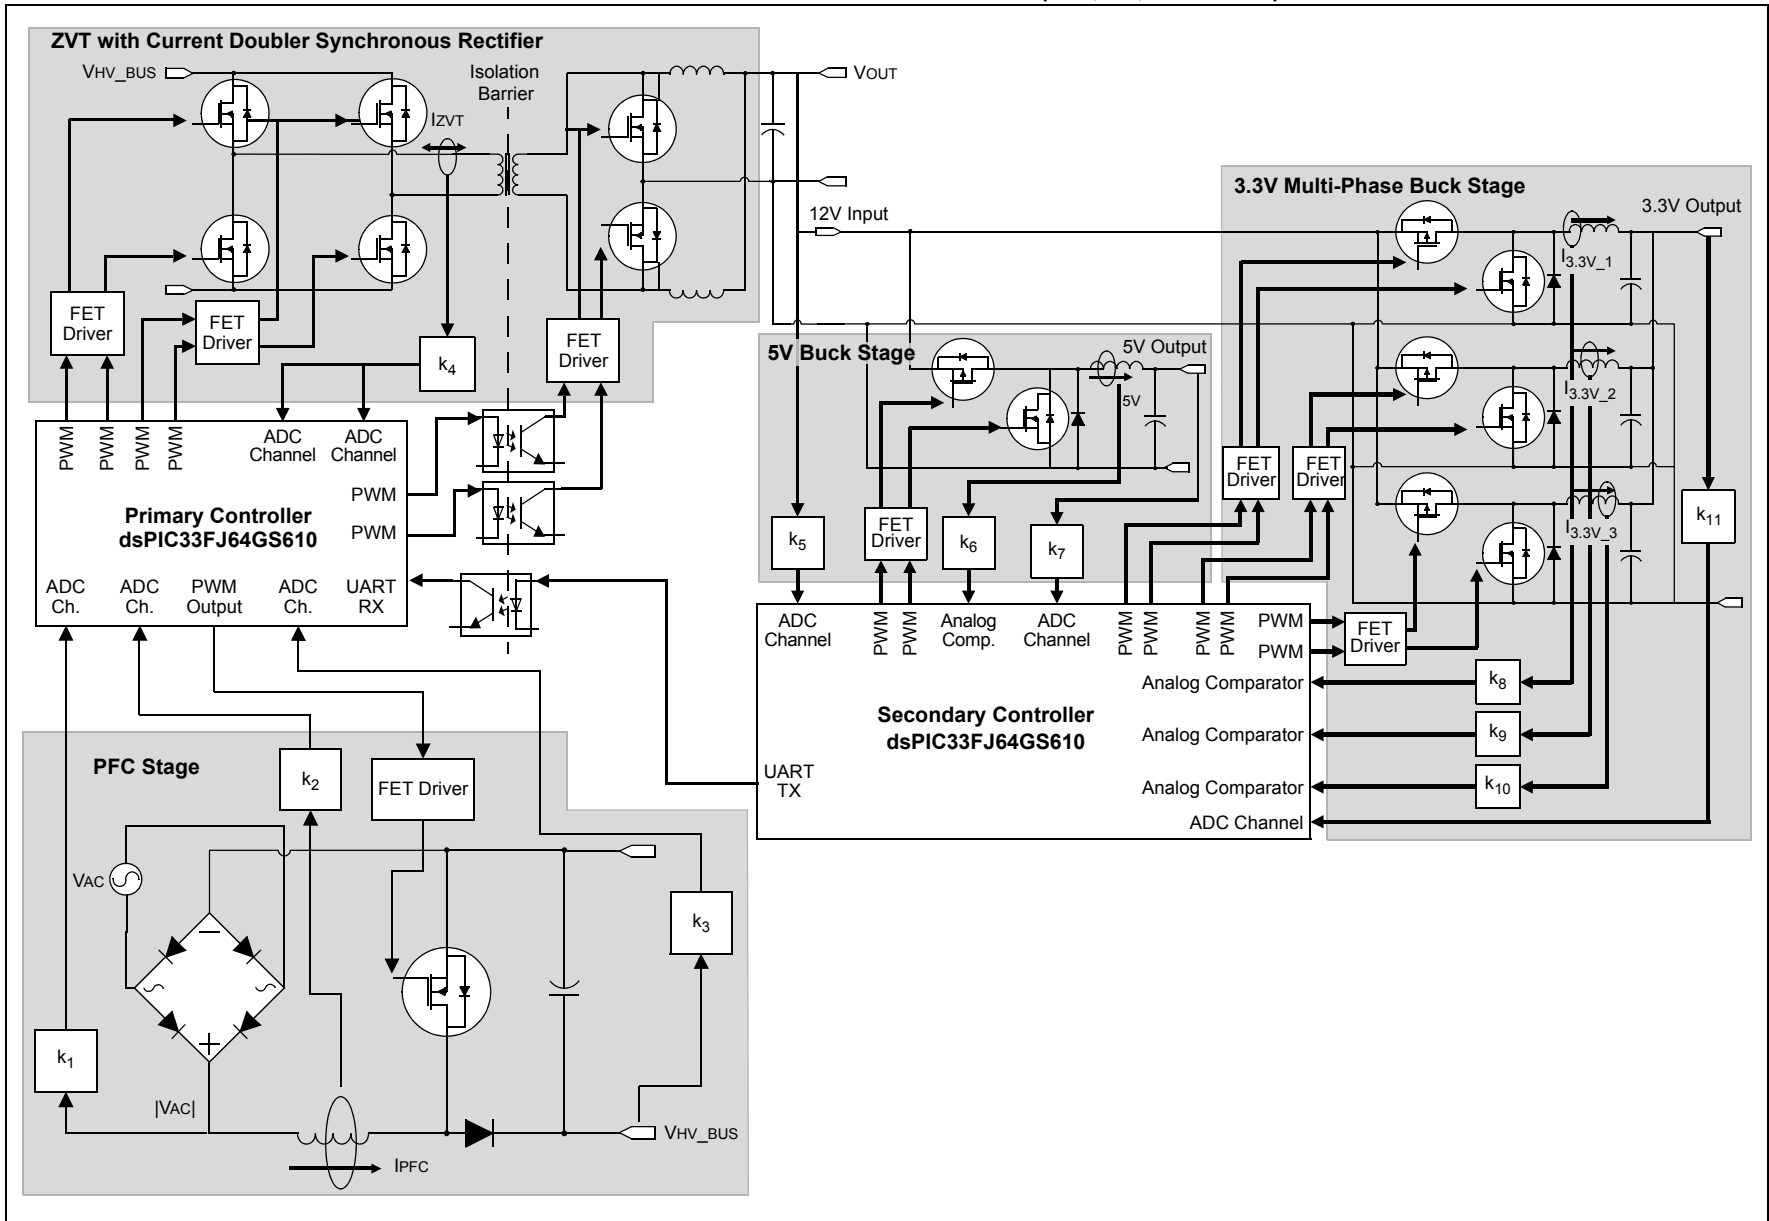 ZVT with Current Doubler Synchronous Rectifier
VHV_BUS
Isolation
Barrier
VOUT
IZVT
FET
Driver
FET
Driver
k4
FET
Driver
12V Input
3.3V Multi-Phase Buck Stage
3.3V Output
I3.3V_1
I3.3V_2
I3.3V_3
FET
Driver
FET
Driver
k11
5V Buck Stage
5V Output
5V
k5
FET
Driver
k6
k7
PWM
PWM
PWM
PWM
ADC
Channel
ADC
Channel
PWM
PWM
Primary Controller
dsPIC33FJ64GS610
ADC
Ch.
ADC
Ch.
PWM
Output
ADC
Ch.
UART
RX
ADC
Channel
PWM
PWM
Analog
Comp.
ADC
Channel
PWM
PWM
PWM
PWM
PWM
PWM
FET
Driver
Analog Comparator
k8
Secondary Controller
dsPIC33FJ64GS610
Analog Comparator
k9
UART
TX
Analog Comparator
k10
ADC Channel
PFC Stage
k2
FET Driver
VAC
k3
k1
|VAC|
VHV_BUS
IPFC